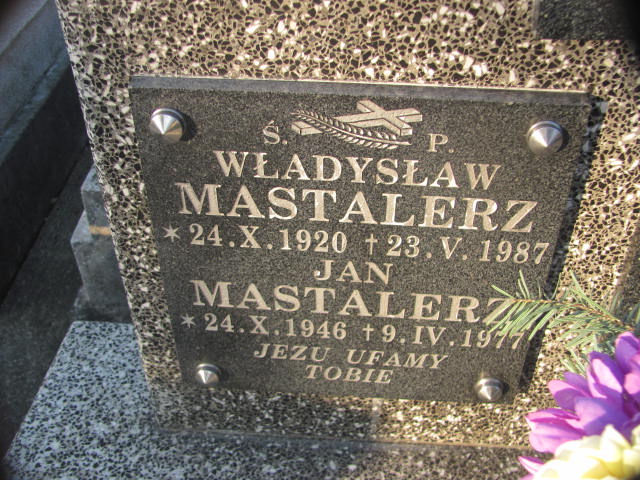 Ś. P.
WŁADYSŁAW
MASTALERZ
* 24.X.1920 † 23.V.1987
JAN
MASTALERZ
* 24.X.1946 † 9.IV.1977
JEZU UFAMY
TOBIE